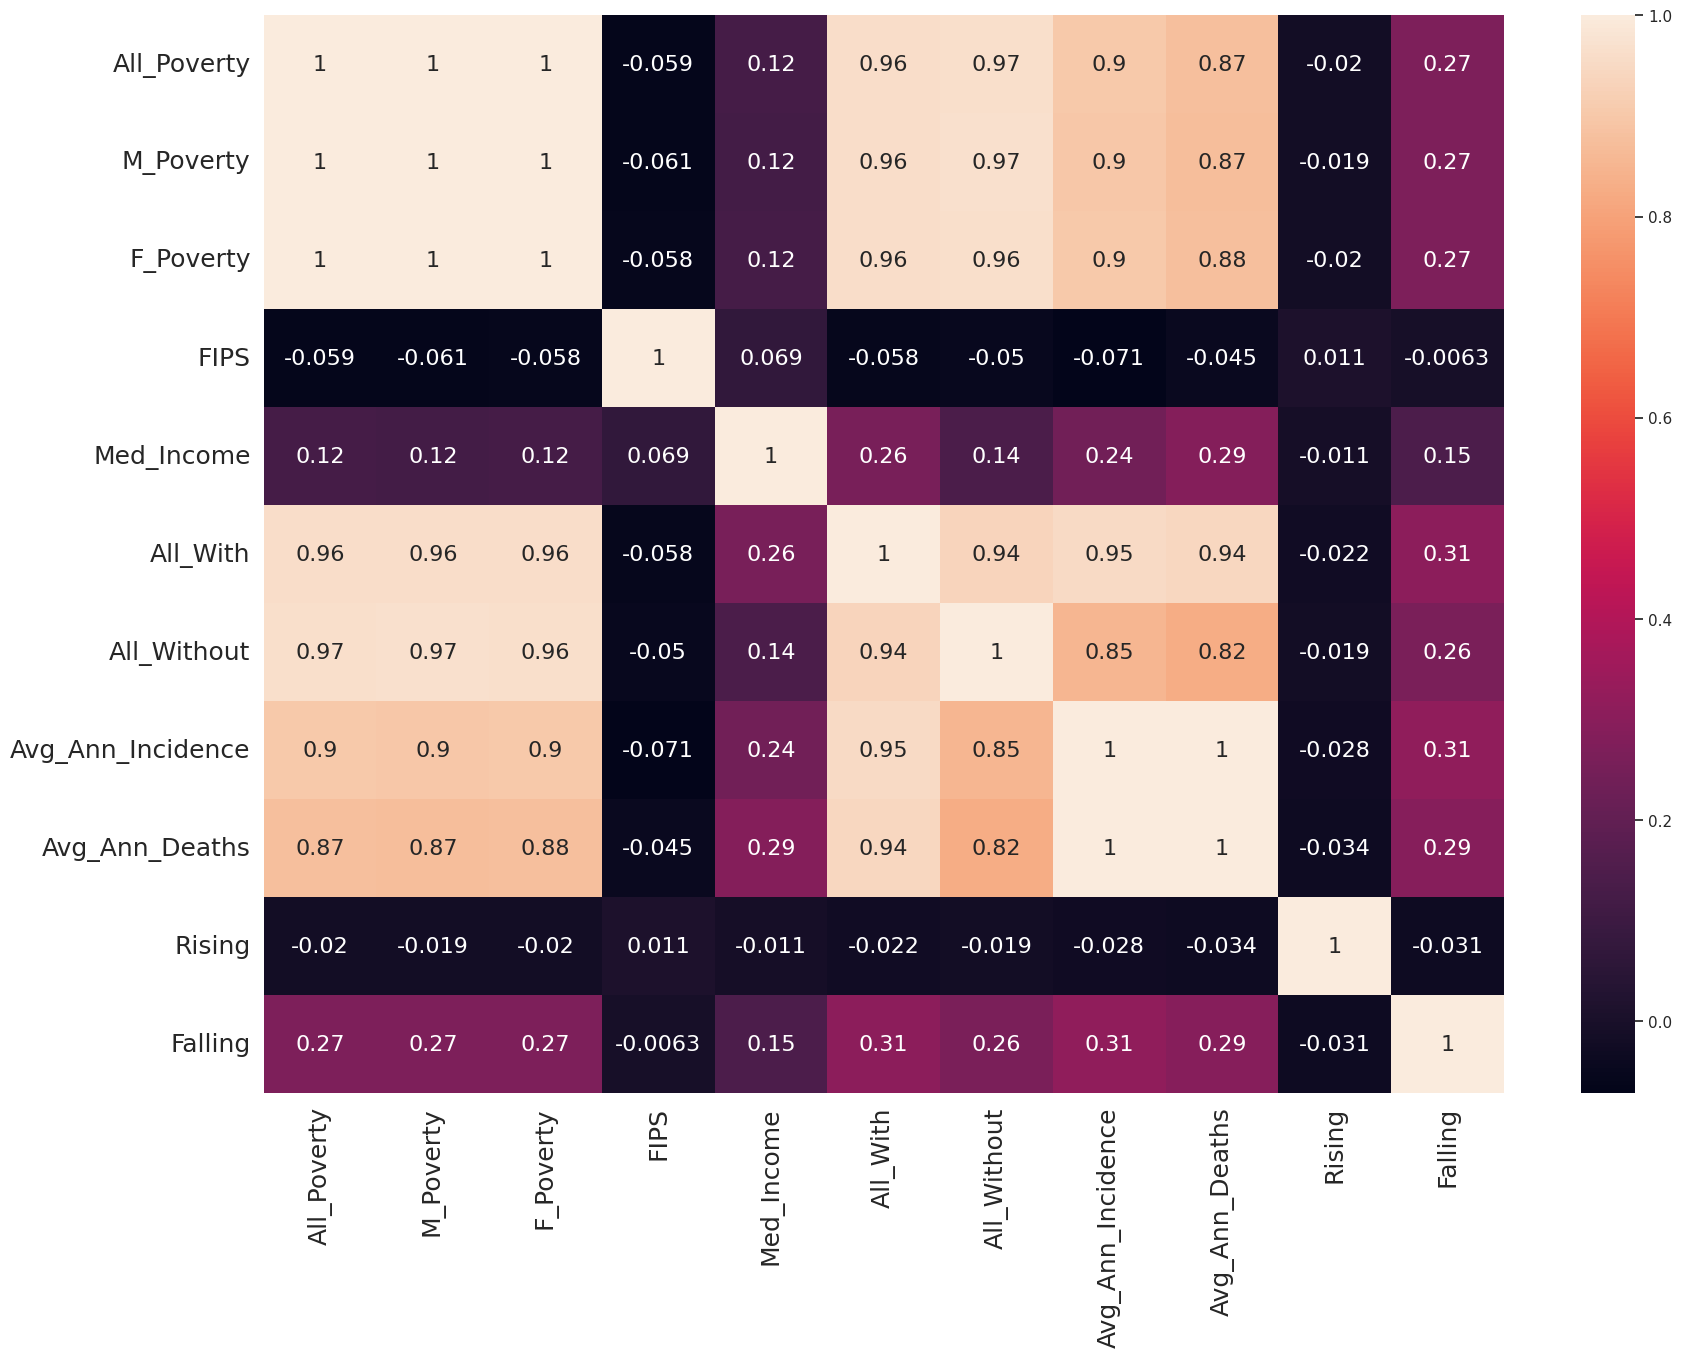 All_Poverty 1 1 1 -0.059 0.12 0.96 0.97 0.9 0.87 -0.02 0.27
M_Poverty 1 1 1 -0.061 0.12 0.96 0.97 0.9 0.87 -0.019 0.27
F_Poverty 1 1 1 -0.058 0.12 0.96 0.96 0.9 0.88 -0.02 0.27
FIPS -0.059 -0.061 -0.058 1 0.069 -0.058 -0.05 -0.071 -0.045 0.011 -0.0063
Med_Income 0.12 0.12 0.12 0.069 1 0.26 0.14 0.24 0.29 -0.011 0.15
All_With 0.96 0.96 0.96 -0.058 0.26 1 0.94 0.95 0.94 -0.022 0.31
All_Without 0.97 0.97 0.96 -0.05 0.14 0.94 1 0.85 0.82 -0.019 0.26
Avg_Ann_Incidence 0.9 0.9 0.9 -0.071 0.24 0.95 0.85 1 1 -0.028 0.31
Avg_Ann_Deaths 0.87 0.87 0.88 -0.045 0.29 0.94 0.82 1 1 -0.034 0.29
Rising -0.02 -0.019 -0.02 0.011 -0.011 -0.022 -0.019 -0.028 -0.034 1 -0.031
Falling 0.27 0.27 0.27 -0.0063 0.15 0.31 0.26 0.31 0.29 -0.031 1
All_Poverty
M_Poverty
F_Poverty
FIPS
Med_Income
All_With
All_Without
Avg_Ann_Incidence
Avg_Ann_Deaths
Rising
Falling
1.0
0.8
0.6
0.4
0.2
0.0